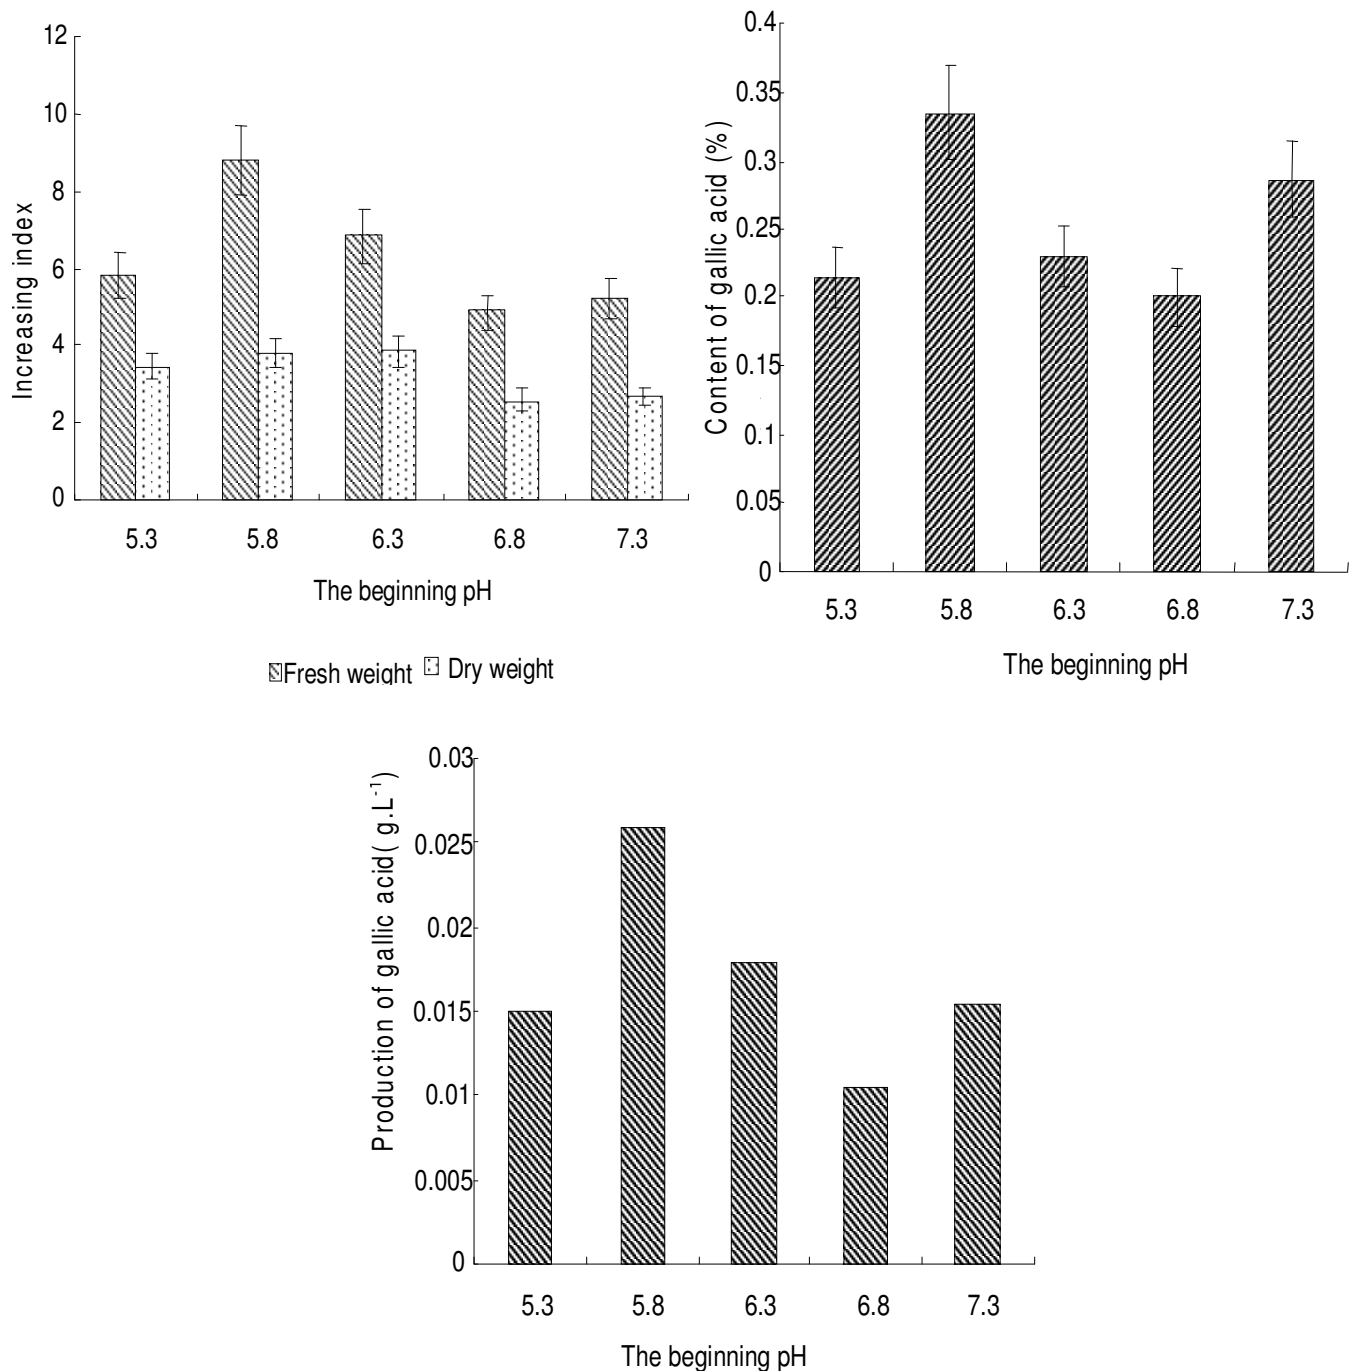 Increasing index
12
10
8
6
4
2
0
5.3 5.8 6.3 6.8 7.3
The beginning pH
Fresh weight Dry weight
Content of gallic acid (%)
0.4
0.35
0.3
0.25
0.2
0.15
0.1
0.05
0
5.3 5.8 6.3 6.8 7.3
The beginning pH
Production of gallic acid( g.L⁻¹)
0.03
0.025
0.02
0.015
0.01
0.005
0
5.3 5.8 6.3 6.8 7.3
The beginning pH